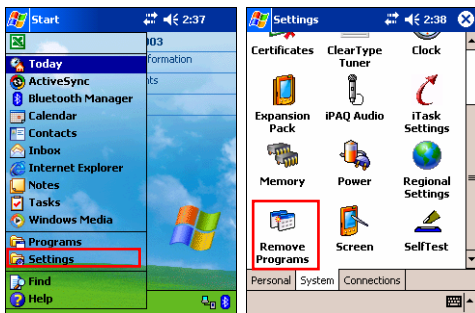 Start
2:37
003
formation
Today
nts
ActiveSync
Bluetooth Manager
Calendar
Contacts
Inbox
Internet Explorer
Notes
Tasks
Windows Media
Programs
Settings
Find
Help
Settings
2:38
Certificates
ClearType Tuner
Clock
Expansion Pack
iPAQ Audio
iTask Settings
Memory
Power
Regional Settings
Remove Programs
Screen
SelfTest
Personal System Connections